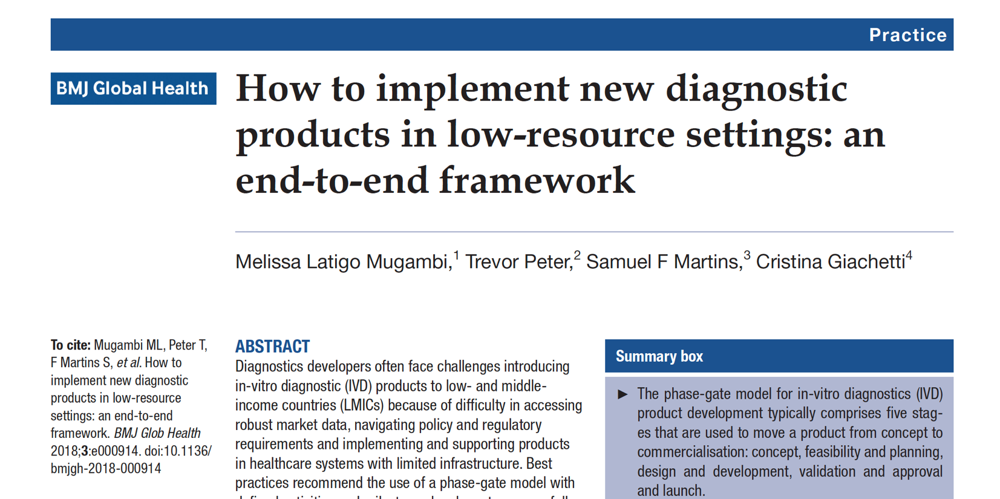 Practice
BMJ Global Health
How to implement new diagnostic
products in low-resource settings: an
end-to-end framework
Melissa Latigo Mugambi,1 Trevor Peter,2 Samuel F Martins,3 Cristina Giachetti4
To cite: Mugambi ML, Peter T,
F Martins S, et al. How to
implement new diagnostic
products in low-resource
settings: an end-to-end
framework. BMJ Glob Health
2018;3:e000914. doi:10.1136/
bmjgh-2018-000914
ABSTRACT
Diagnostics developers often face challenges introducing
in-vitro diagnostic (IVD) products to low- and middle-
income countries (LMICs) because of difficulty in accessing
robust market data, navigating policy and regulatory
requirements and implementing and supporting products
in healthcare systems with limited infrastructure. Best
practices recommend the use of a phase-gate model with
Summary box
► The phase-gate model for in-vitro diagnostics (IVD)
product development typically comprises five stag-
es that are used to move a product from concept to
commercialisation: concept, feasibility and planning,
design and development, validation and approval
and launch.